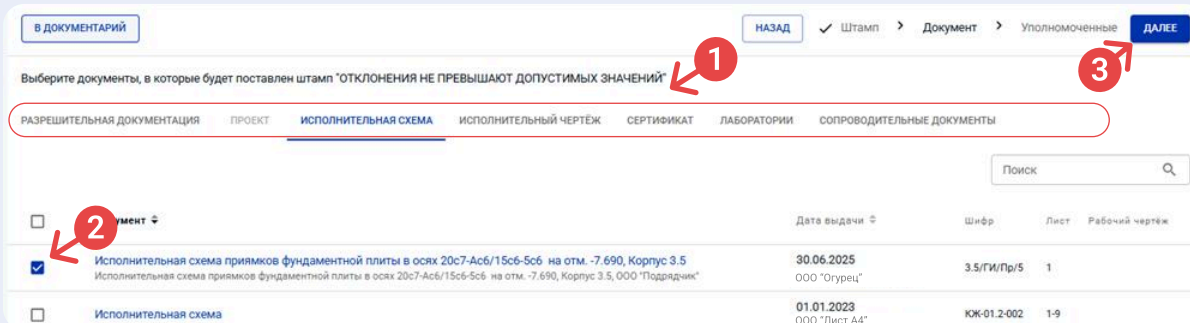 В ДОКУМЕНТАРИЙ
НАЗАД
Штамп
Документ
Уполномоченные
ДАЛЕЕ
Выберите документы, в которые будет поставлен штамп "ОТКЛОНЕНИЯ НЕ ПРЕВЫШАЮТ ДОПУСТИМЫХ ЗНАЧЕНИЙ"
1
3
РАЗРЕШИТЕЛЬНАЯ ДОКУМЕНТАЦИЯ ПРОЕКТ ИСПОЛНИТЕЛЬНАЯ СХЕМА ИСПОЛНИТЕЛЬНЫЙ ЧЕРТЁЖ СЕРТИФИКАТ ЛАБОРАТОРИИ СОПРОВОДИТЕЛЬНЫЕ ДОКУМЕНТЫ
Поиск
2
Дата выдачи Шифр Лист Рабочий чертёж
Исполнительная схема приямков фундаментной плиты в осях 20с7-Ас6/15с6-5с6 на отм. -7.690, Корпус 3.5
Исполнительная схема приямков фундаментной плиты в осях 20с7-Ас6/15с6-5с6 на отм. -7.690, Корпус 3.5, ООО "Подрядчик"
30.06.2025
ООО "Огурец"
3.5/ГИ/Пр/5 1
Исполнительная схема
01.01.2023
ООО "Лист А4"
КЖ-01.2-002 1-9